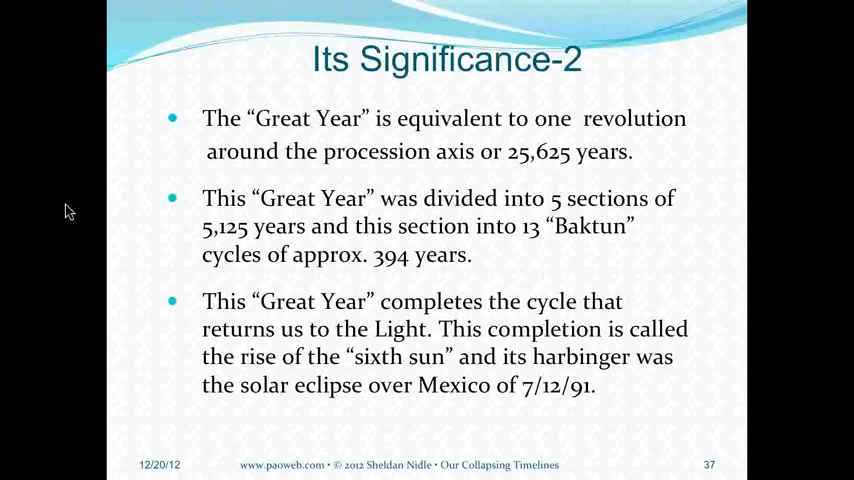 Its Significance-2
The “Great Year” is equivalent to one revolution
around the procession axis or 25,625 years.
This “Great Year” was divided into 5 sections of
5,125 years and this section into 13 “Baktun”
cycles of approx. 394 years.
This “Great Year” completes the cycle that
returns us to the Light. This completion is called
the rise of the “sixth sun” and its harbinger was
the solar eclipse over Mexico of 7/12/91.
12/20/12 www.paoweb.com • © 2012 Sheldan Nidle • Our Collapsing Timelines 37